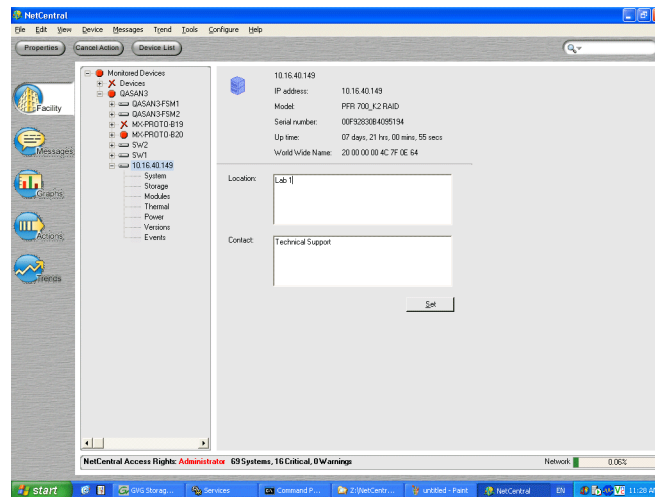 NetCentral
File Edit View Device Messages Trend Tools Configure Help
Properties Cancel Action Device List
Facility
Messages
Graphs
Actions
Trends
Monitored Devices
Devices
QASAN3
QASAN3-FSM1
QASAN3-FSM2
MX-PROTO-B19
MX-PROTO-B20
SW2
SW1
10.16.40.149
System
Storage
Modules
Thermal
Power
Versions
Events
10.16.40.149
IP address: 10.16.40.149
Model: PFR 700_K2 RAID
Serial number: 00F92830B4095194
Up time: 07 days, 21 hrs, 00 mins, 55 secs
World Wide Name: 20 00 00 00 4C 7F 0E 64
Location: Lab 1
Contact: Technical Support
Set
NetCentral Access Rights: Administrator 69 Systems, 16 Critical, 0 Warnings Network 0.06%
start GVG Storag... Services Command P... Z:\NetCentr... untitled - Paint NetCentral EN 11:28 AM